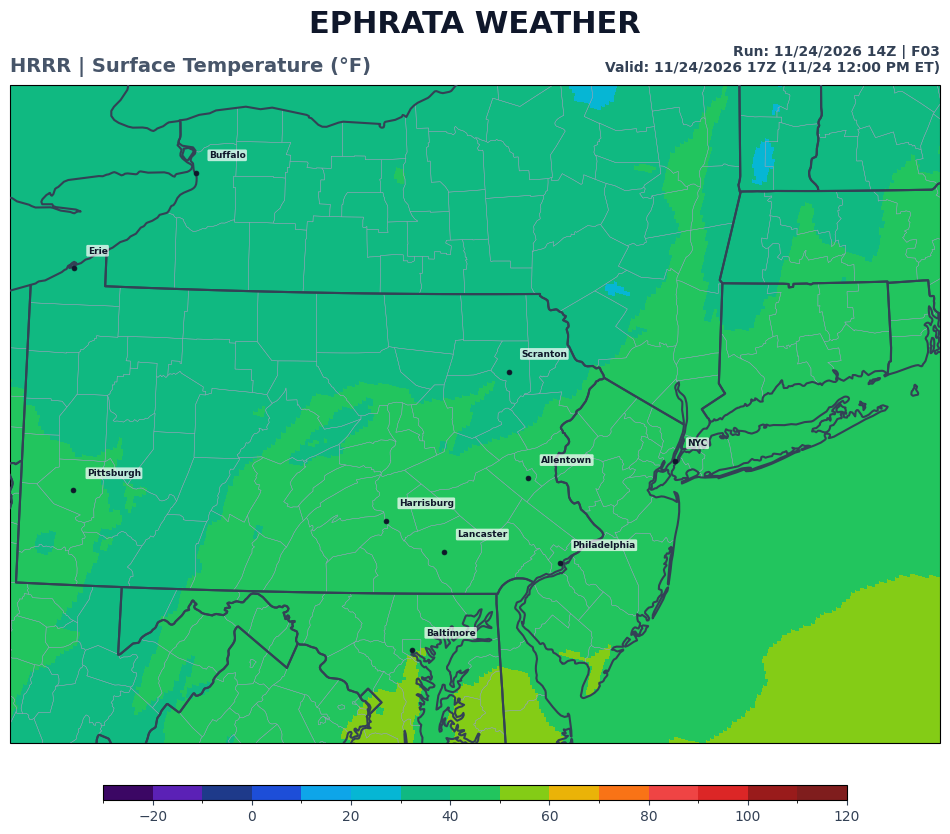 EPHRATA WEATHER
HRRR | Surface Temperature (°F)
Run: 11/24/2026 14Z | F03
Valid: 11/24/2026 17Z (11/24 12:00 PM ET)
Buffalo
Erie
Scranton
NYC
Allentown
Pittsburgh
Harrisburg
Lancaster
Philadelphia
Baltimore
−20 0 20 40 60 80 100 120